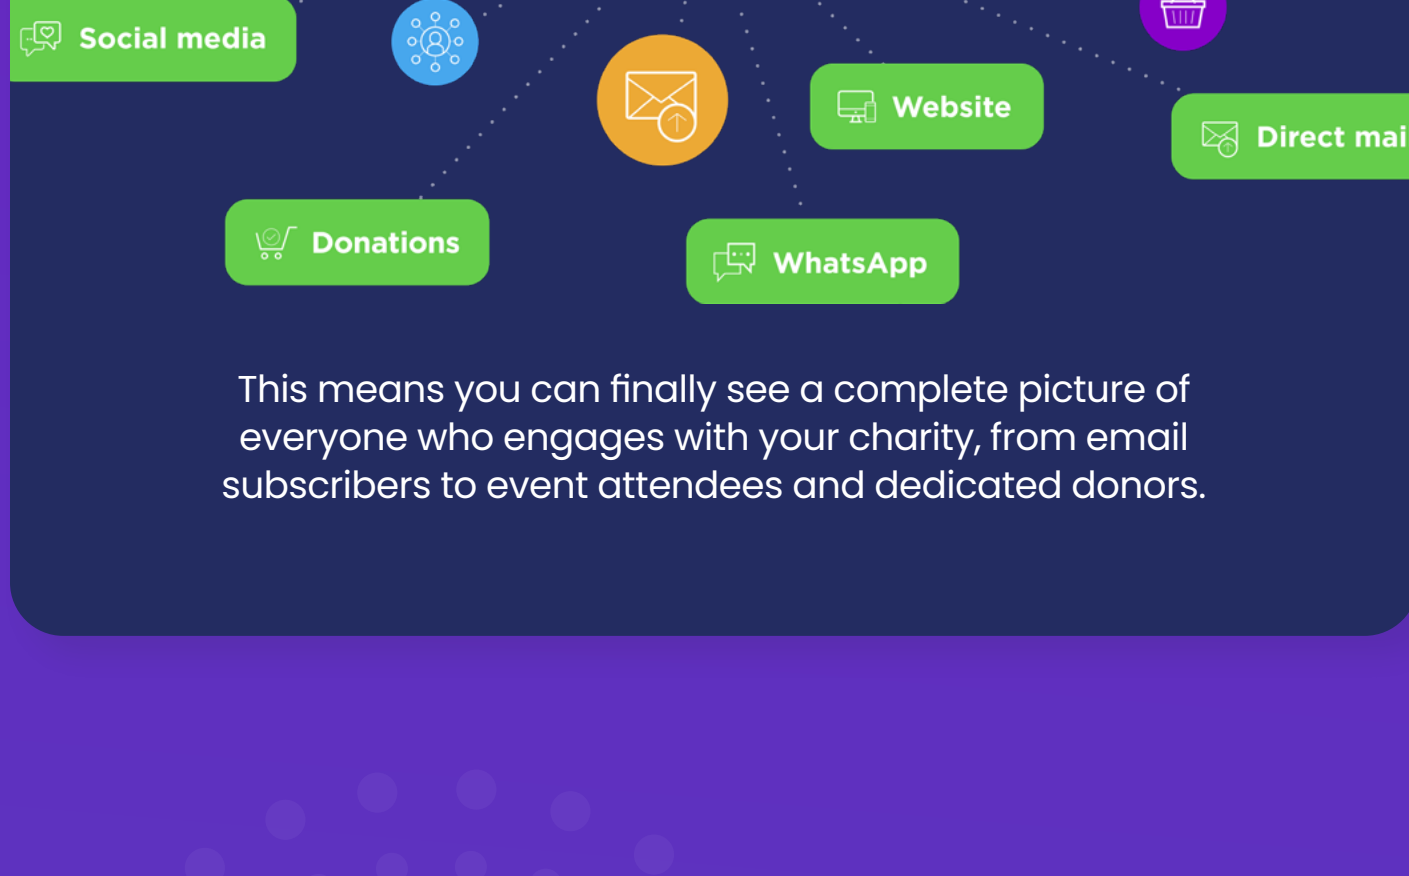 Social media
Website
Direct mai
Donations
WhatsApp
This means you can finally see a complete picture of
everyone who engages with your charity, from email
subscribers to event attendees and dedicated donors.